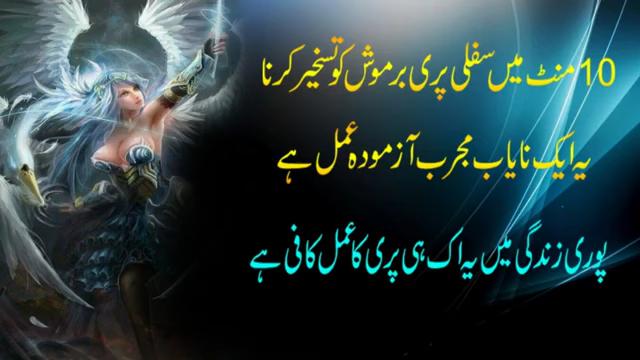 10 منٹ میں سفلی پری برموش کو تسخیر کرنا
یہ ایک نایاب مجرب آزمودہ عمل ہے
پوری زندگی میں یہ اک ہی پری کا عمل کافی ہے